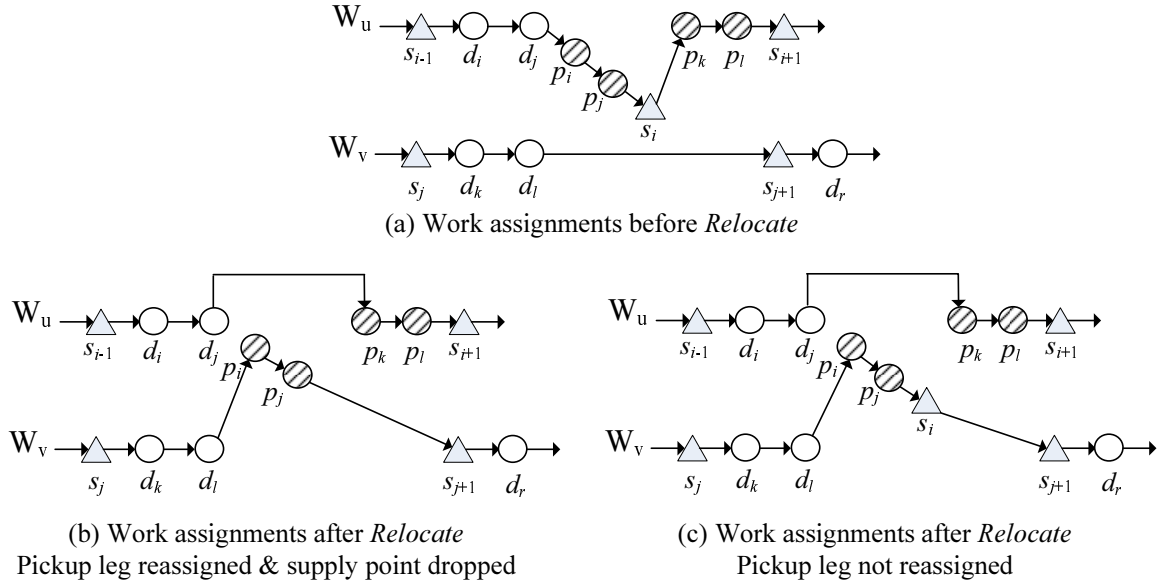 W_u
s_{i-1} d_i d_j p_i p_j s_i p_k p_l s_{i+1}
W_v
s_j d_k d_l s_{j+1} d_r
(a) Work assignments before Relocate
W_u
s_{i-1} d_i d_j p_i p_j p_k p_l s_{i+1}
W_v
s_j d_k d_l s_{j+1} d_r
(b) Work assignments after Relocate
Pickup leg reassigned & supply point dropped
W_u
s_{i-1} d_i d_j p_i p_j s_i p_k p_l s_{i+1}
W_v
s_j d_k d_l s_{j+1} d_r
(c) Work assignments after Relocate
Pickup leg not reassigned